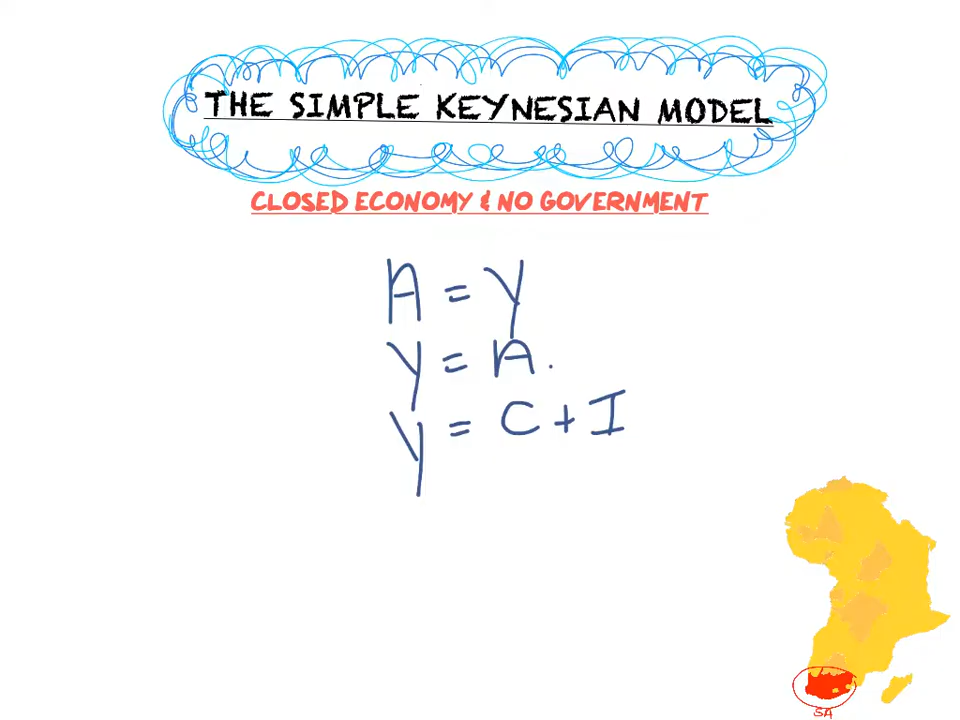 THE SIMPLE KEYNESIAN MODEL
CLOSED ECONOMY & NO GOVERNMENT
A = Y
Y = A.
Y = C + I
SA